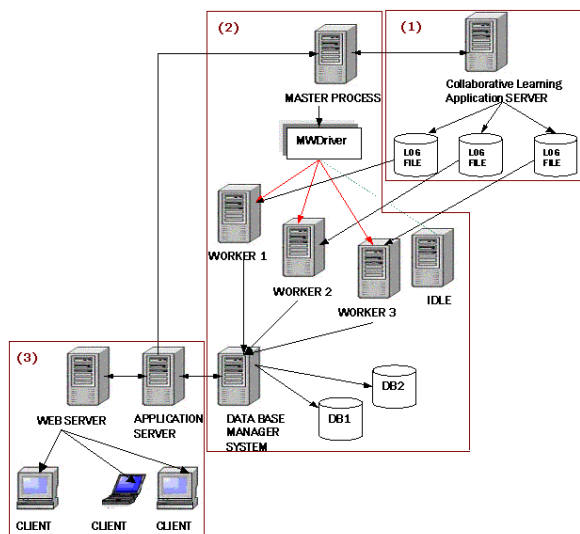 (2)
(1)
MASTER PROCESS
Collaborative Learning
Application SERVER
MWDriver
LOG
FILE
LOG
FILE
LOG
FILE
WORKER 1
WORKER 2
WORKER 3
IDLE
(3)
WEB SERVER
APPLICATION
SERVER
DATA BASE
MANAGER
SYSTEM
DB2
DB1
CLIENT
CLIENT
CLIENT